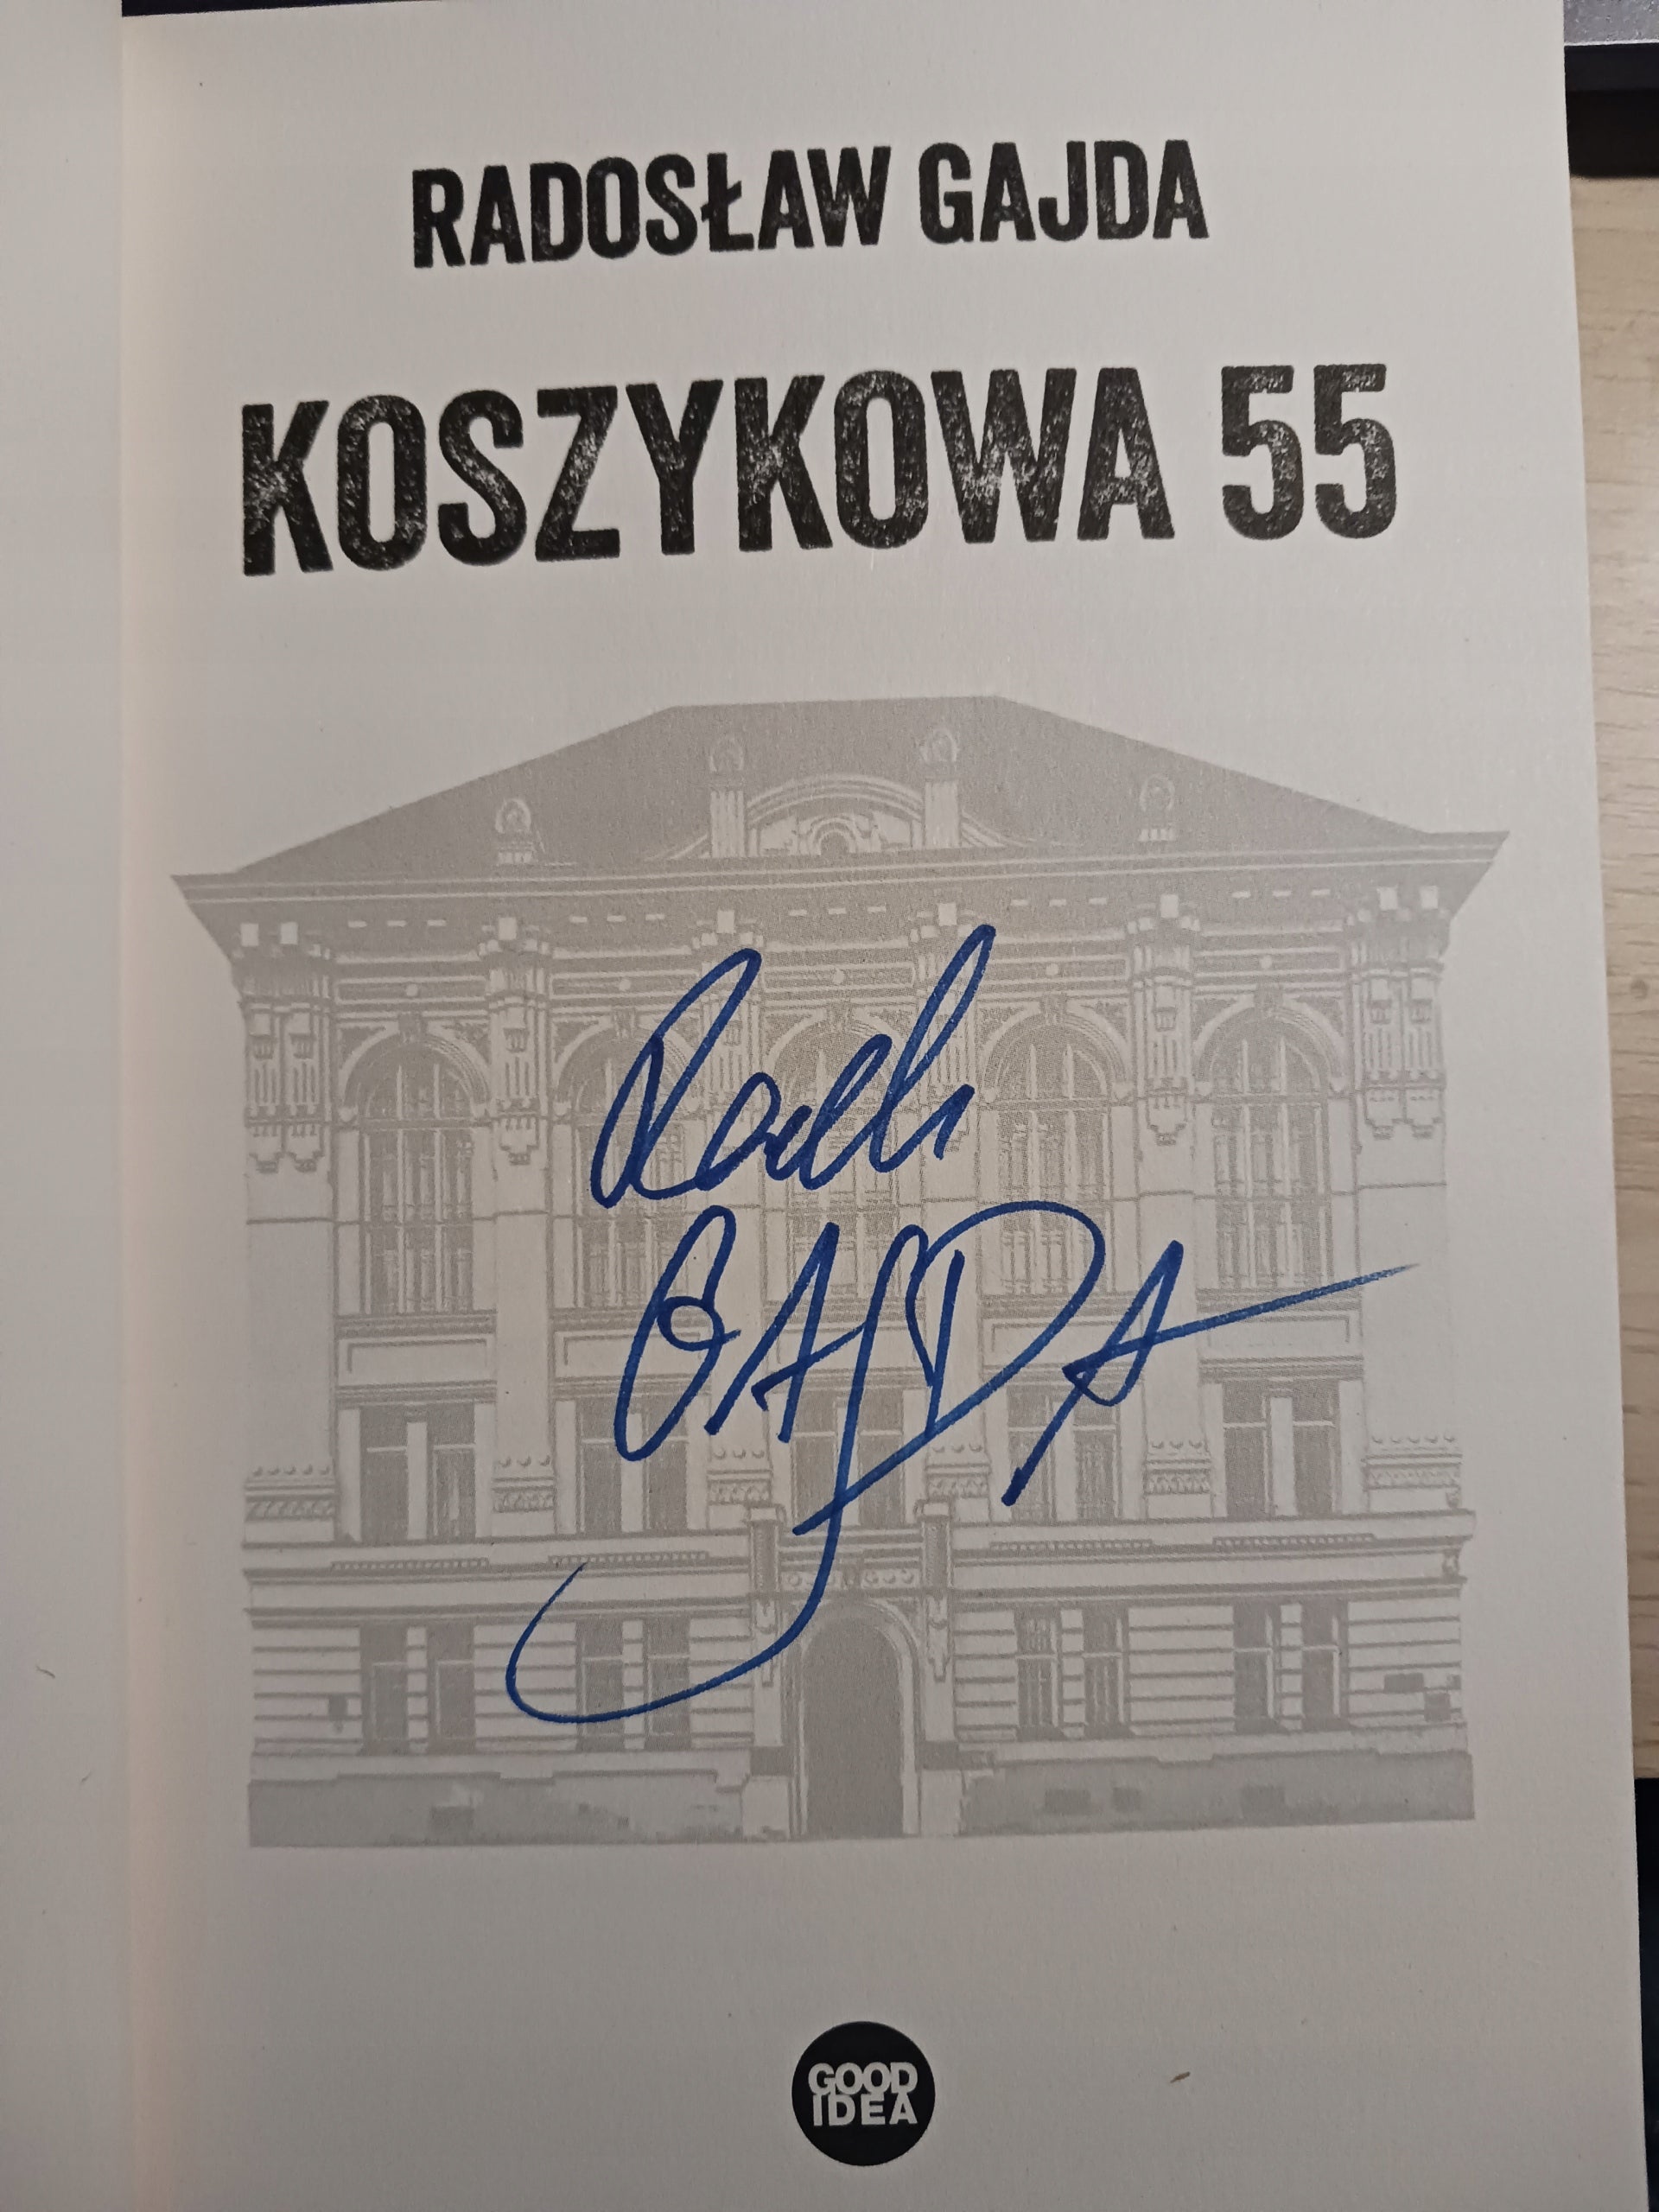 RADOSŁAW GAJDA
KOSZYKOWA 55
Radek
GAJDA
GOOD
IDEA